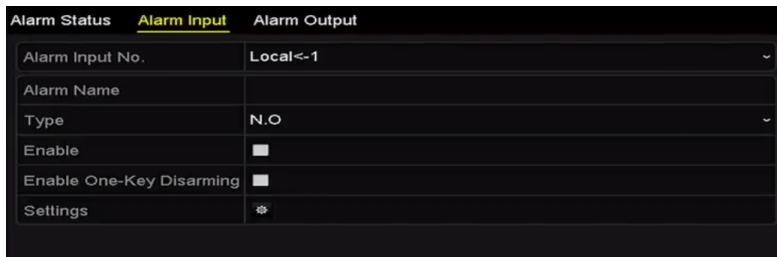 Alarm Status Alarm Input Alarm Output
Alarm Input No. Local<-1
Alarm Name
Type N.O
Enable
Enable One-Key Disarming
Settings